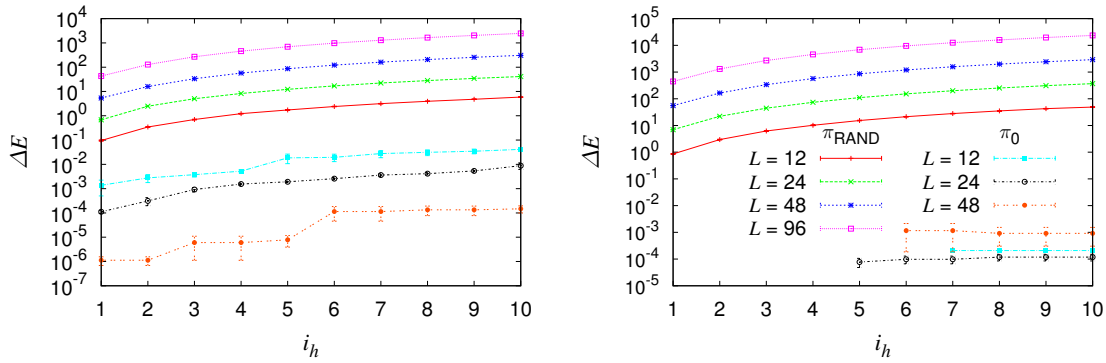 10^4
10^3
10^2
10^1
10^0
10^-1
10^-2
10^-3
10^-4
10^-5
10^-6
10^-7
ΔE
1 2 3 4 5 6 7 8 9 10
i_h
10^5
10^4
10^3
10^2
10^1
10^0
10^-1
10^-2
10^-3
10^-4
10^-5
ΔE
π_RAND π_0
L = 12 L = 12
L = 24 L = 24
L = 48 L = 48
L = 96
1 2 3 4 5 6 7 8 9 10
i_h